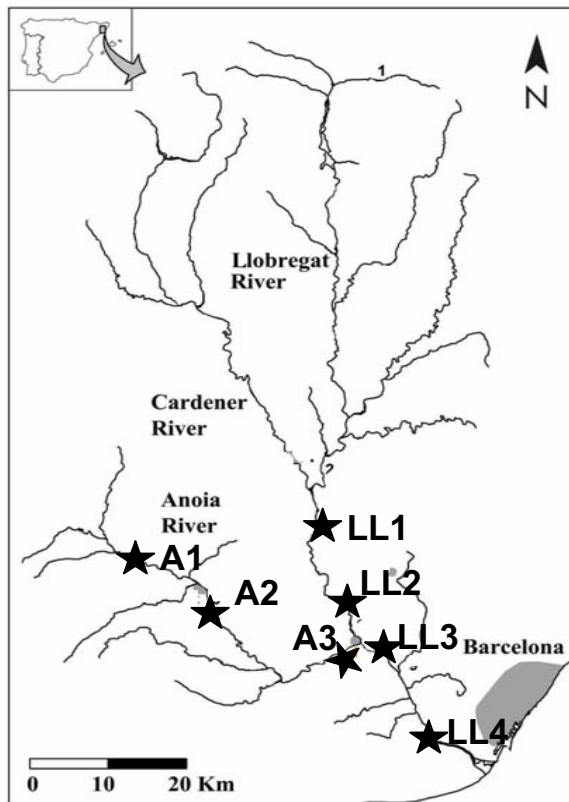 1
N
Llobregat
River
Cardener
River
Anoia
River
LL1
A1
LL2
A2
A3
LL3
Barcelona
LL4
0 10 20 Km